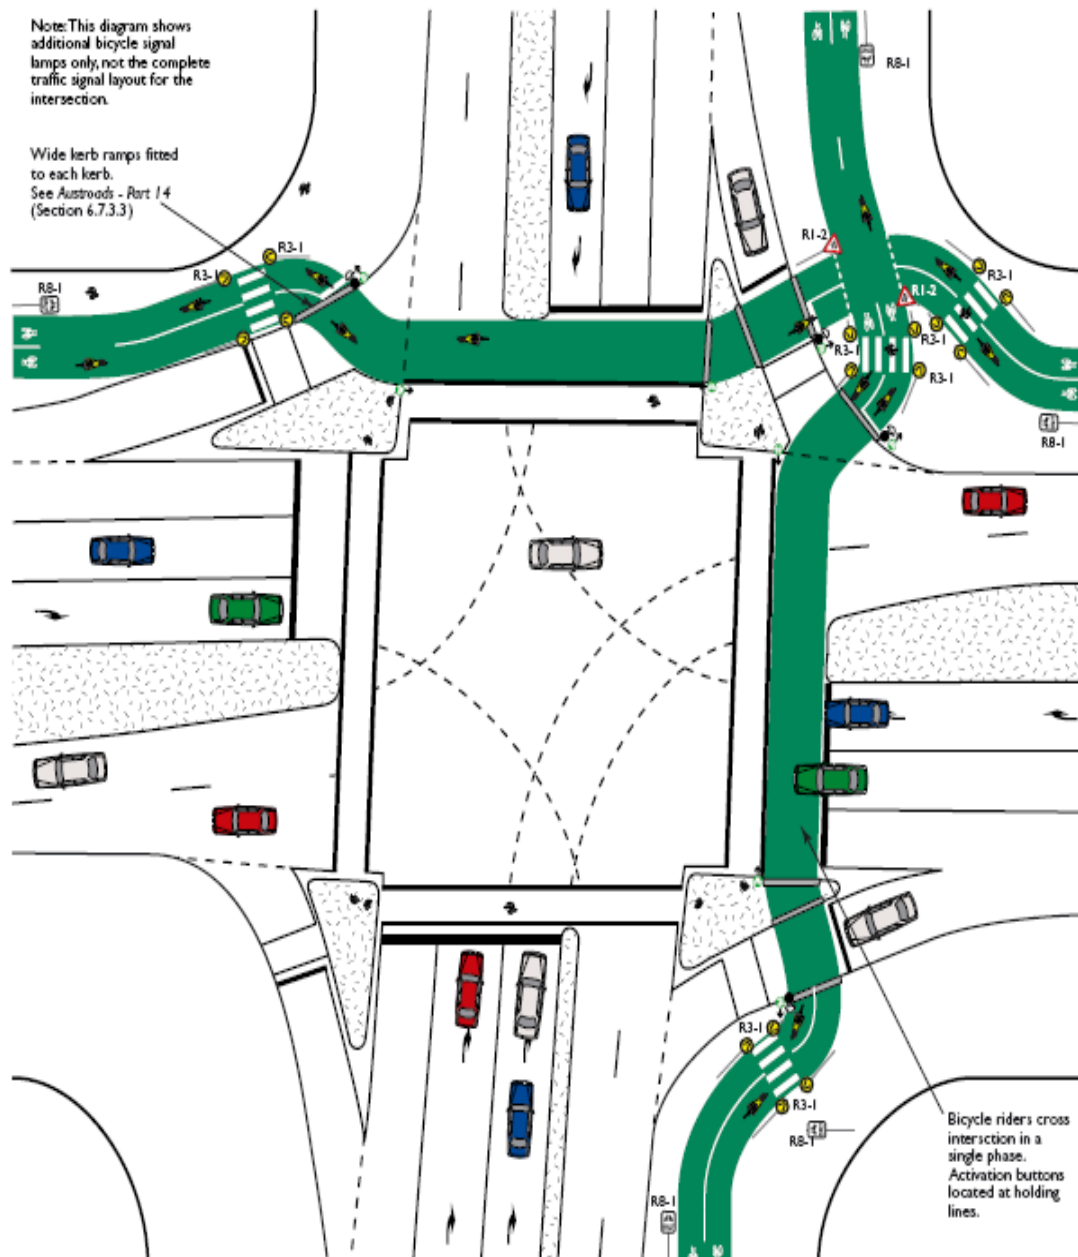 Note: This diagram shows
additional bicycle signal
lamps only, not the complete
traffic signal layout for the
intersection.
R8-1
Wide kerb ramps fitted
to each kerb.
See Austroads - Part 14
(Section 6.7.3.3)
R1-2
R3-1
R3-1
R3-1
R8-1
R1-2
R3-1
R3-1
R3-1
R8-1
R3-1
R3-1
R8-1
R8-1
Bicycle riders cross
intersction in a
single phase.
Activation buttons
located at holding
lines.